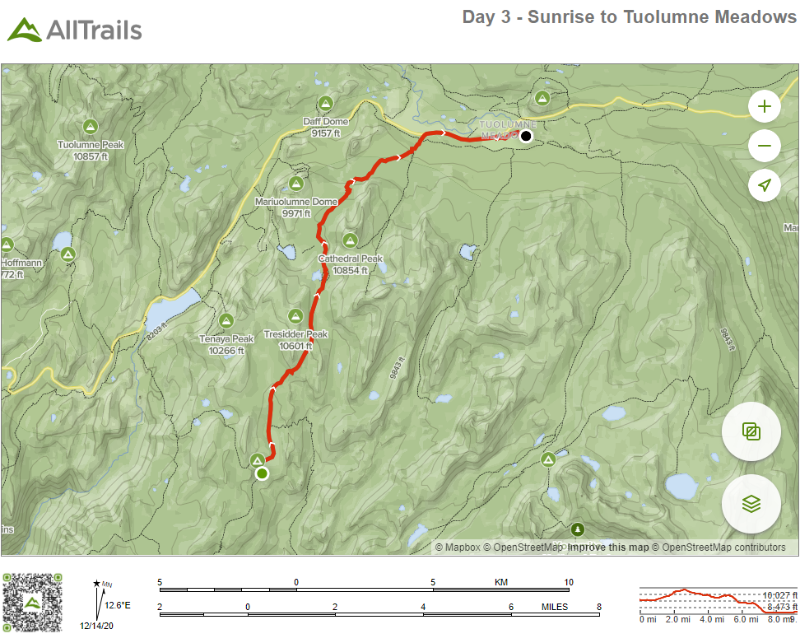 AllTrails
Day 3 - Sunrise to Tuolumne Meadows
Daff Dome
9157 ft
TUOLUMNE
Tuolumne Peak
10857 ft
Mariuolumne Dome
9971 ft
Cathedral Peak
10854 ft
Hoffmann
772 ft
Ma
8203 ft
Tenaya Peak
10266 ft
Tresidder Peak
10601 ft
9843 ft
9843 ft
ins
© Mapbox © OpenStreetMap Improve this map © OpenStreetMap contributors
MN
12.6°E
12/14/20
5 0 5 KM 10
2 0 2 4 6 MILES 8
10,027 ft
8,473 ft
0 mi 2.0 mi 4.0 mi 6.0 mi 8.0 mi 9.